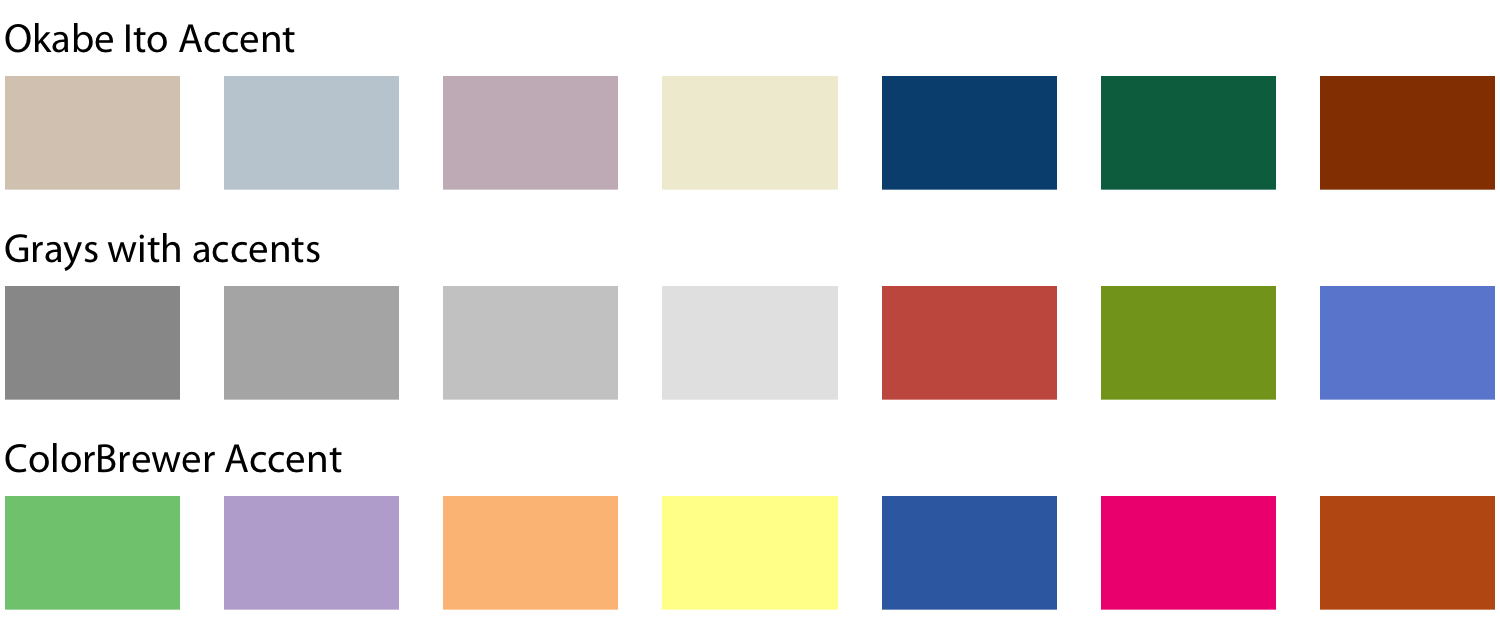 Okabe Ito Accent
Grays with accents
ColorBrewer Accent